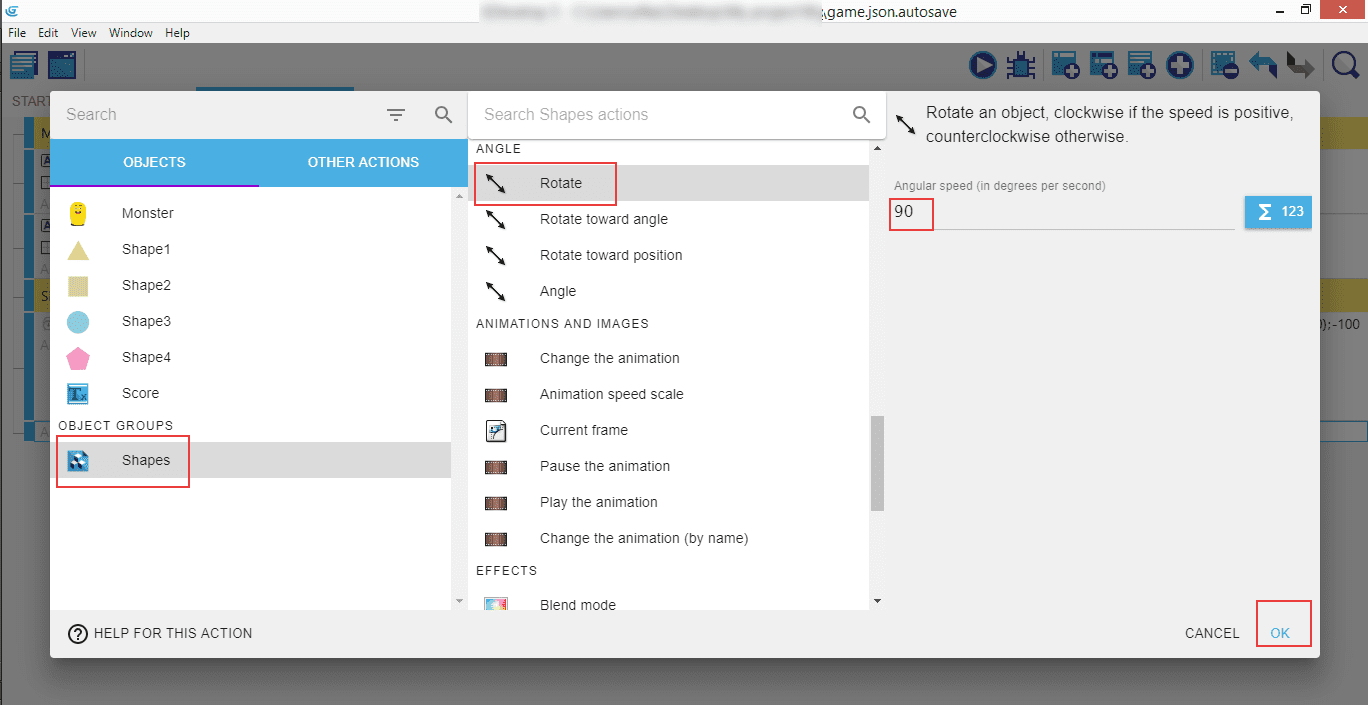 \game.json.autosave
File Edit View Window Help
START
Search
Search Shapes actions
Rotate an object, clockwise if the speed is positive,
counterclockwise otherwise.
OBJECTS
OTHER ACTIONS
Monster
Shape1
Shape2
Shape3
Shape4
Score
OBJECT GROUPS
Shapes
ANGLE
Rotate
Rotate toward angle
Rotate toward position
Angle
ANIMATIONS AND IMAGES
Change the animation
Animation speed scale
Current frame
Pause the animation
Play the animation
Change the animation (by name)
EFFECTS
Blend mode
Angular speed (in degrees per second)
90
Σ 123
);-100
? HELP FOR THIS ACTION
CANCEL
OK